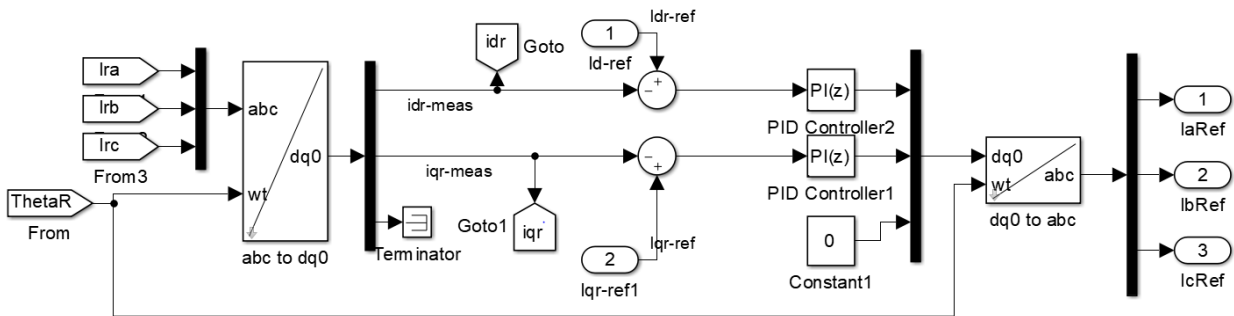 Idr-ref
idr
Goto
1
Id-ref
Ira
Irb
Irc
From3
abc
wt
dq0
abc to dq0
ThetaR
From
idr-meas
iqr-meas
Terminator
Goto1
iqr
- +
- +
2
Iqr-ref
Iqr-ref1
PI(z)
PID Controller2
PI(z)
PID Controller1
0
Constant1
dq0
wt
abc
dq0 to abc
1
IaRef
2
IbRef
3
IcRef